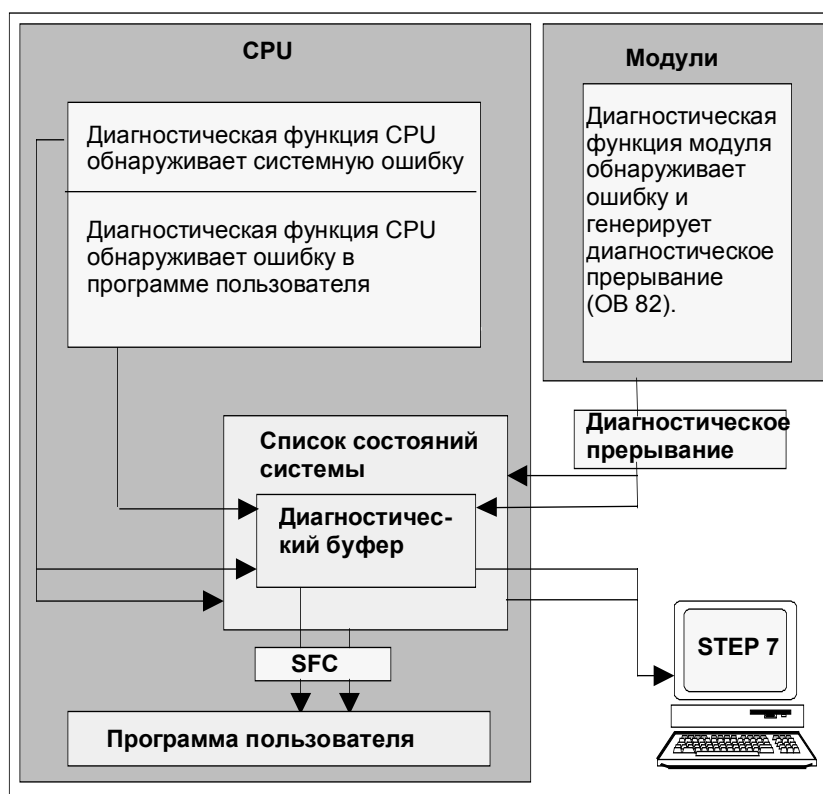 CPU
Диагностическая функция CPU
обнаруживает системную ошибку
Диагностическая функция CPU
обнаруживает ошибку в
программе пользователя
Модули
Диагностическая
функция модуля
обнаруживает
ошибку и
генерирует
диагностическое
прерывание
(OB 82).
Диагностическое
прерывание
Список состояний
системы
Диагностичес-
кий буфер
SFC
Программа пользователя
STEP 7